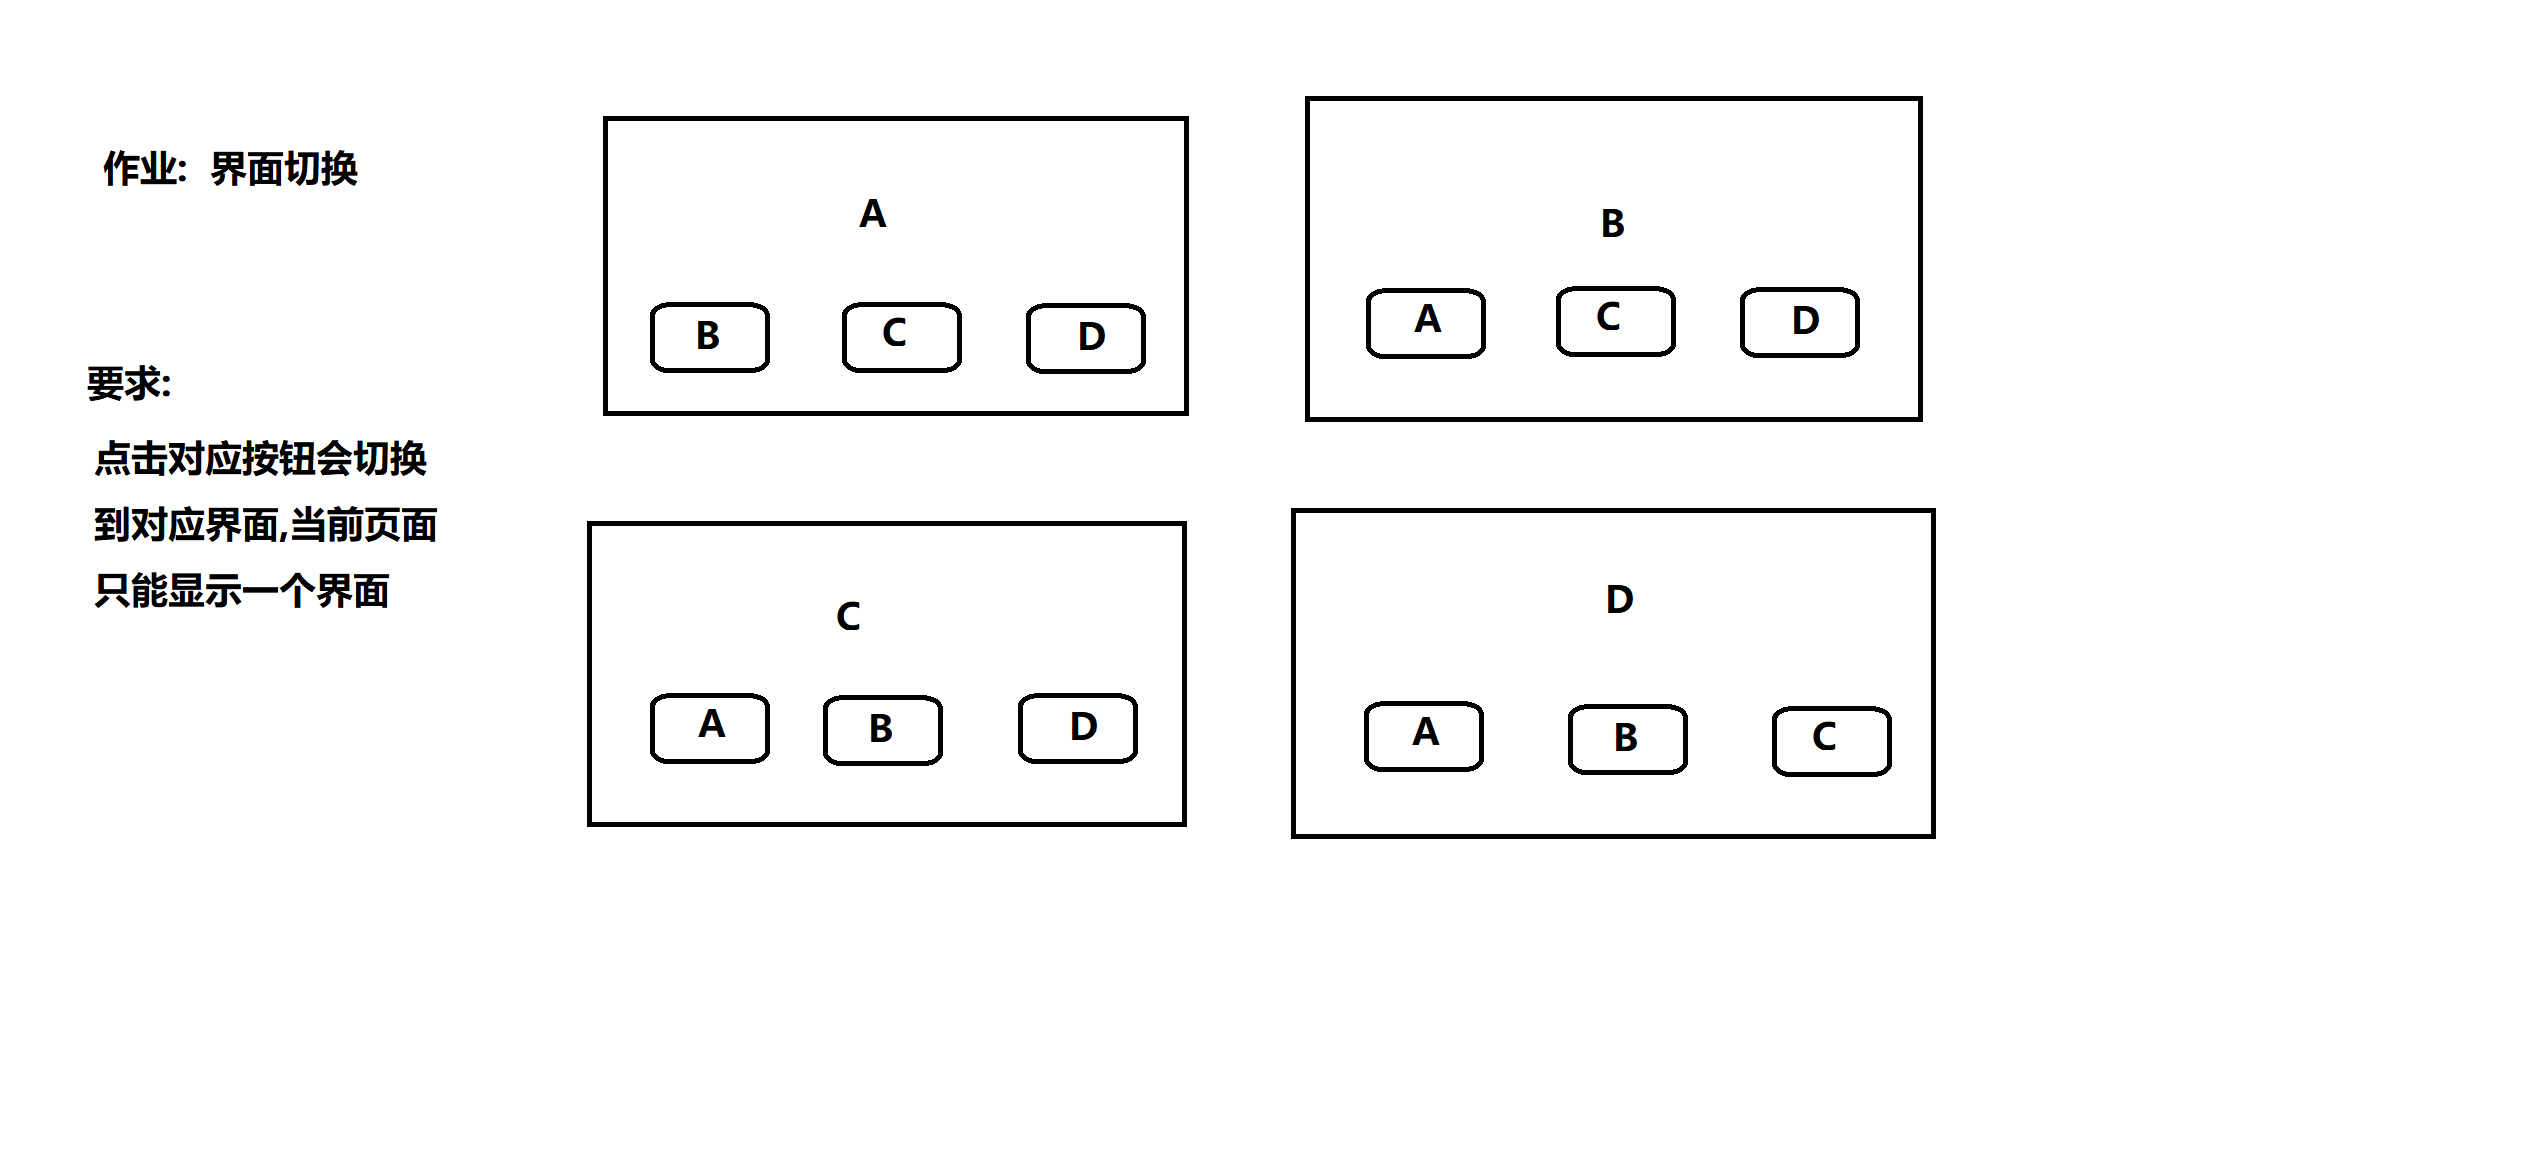 作业: 界面切换
要求:
点击对应按钮会切换
到对应界面,当前页面
只能显示一个界面
A
B C D
B
A C D
C
A B D
D
A B C